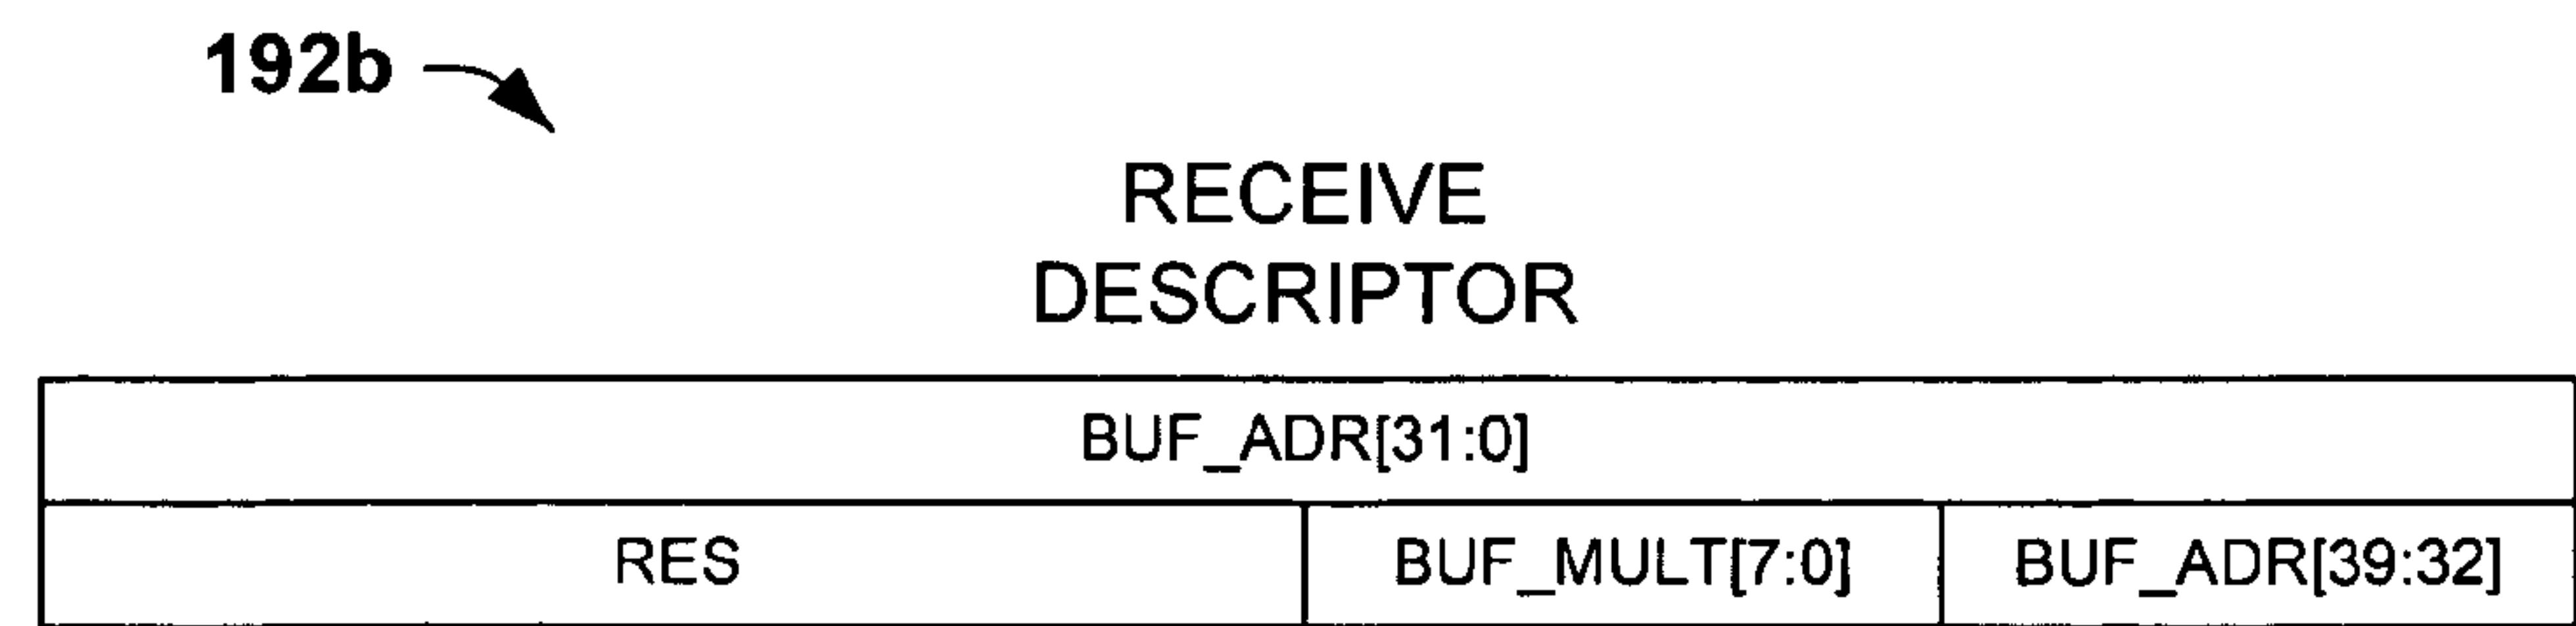 192b
RECEIVE
DESCRIPTOR
BUF_ADR[31:0]
RES BUF_MULT[7:0] BUF_ADR[39:32]